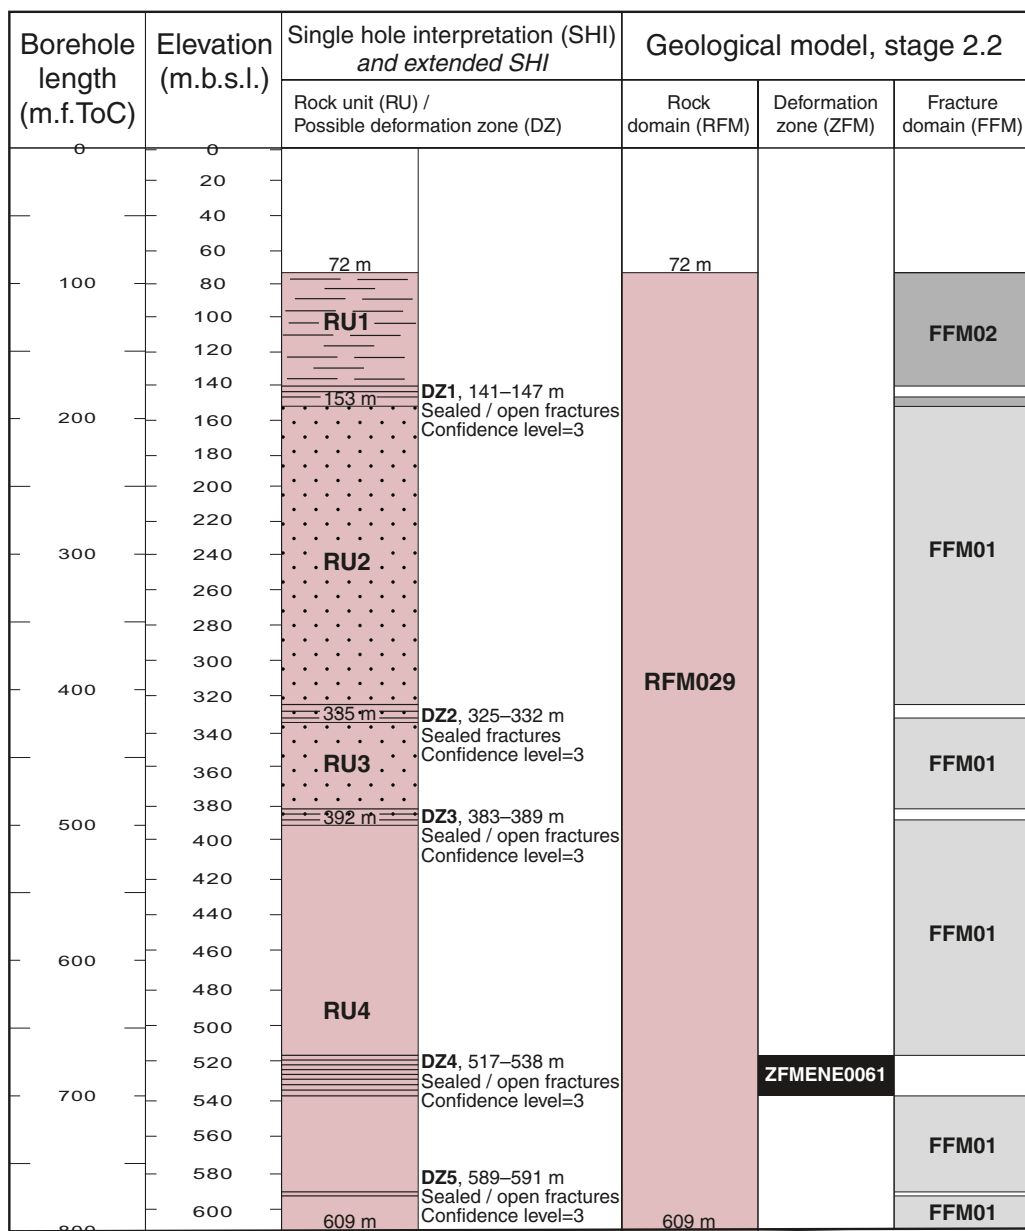 Borehole
length
(m.f.ToC)
Elevation
(m.b.s.l.)
Single hole interpretation (SHI)
and extended SHI
Geological model, stage 2.2
Rock unit (RU) /
Possible deformation zone (DZ)
Rock
domain (RFM)
Deformation
zone (ZFM)
Fracture
domain (FFM)
0
100
200
300
400
500
600
700
800
0
20
40
60
80
100
120
140
160
180
200
220
240
260
280
300
320
340
360
380
400
420
440
460
480
500
520
540
560
580
600
72 m
RU1
153 m
RU2
335 m
RU3
392 m
RU4
609 m
DZ1, 141–147 m
Sealed / open fractures
Confidence level=3
DZ2, 325–332 m
Sealed fractures
Confidence level=3
DZ3, 383–389 m
Sealed / open fractures
Confidence level=3
DZ4, 517–538 m
Sealed / open fractures
Confidence level=3
DZ5, 589–591 m
Sealed / open fractures
Confidence level=3
72 m
RFM029
609 m
ZFMENE0061
FFM02
FFM01
FFM01
FFM01
FFM01
FFM01